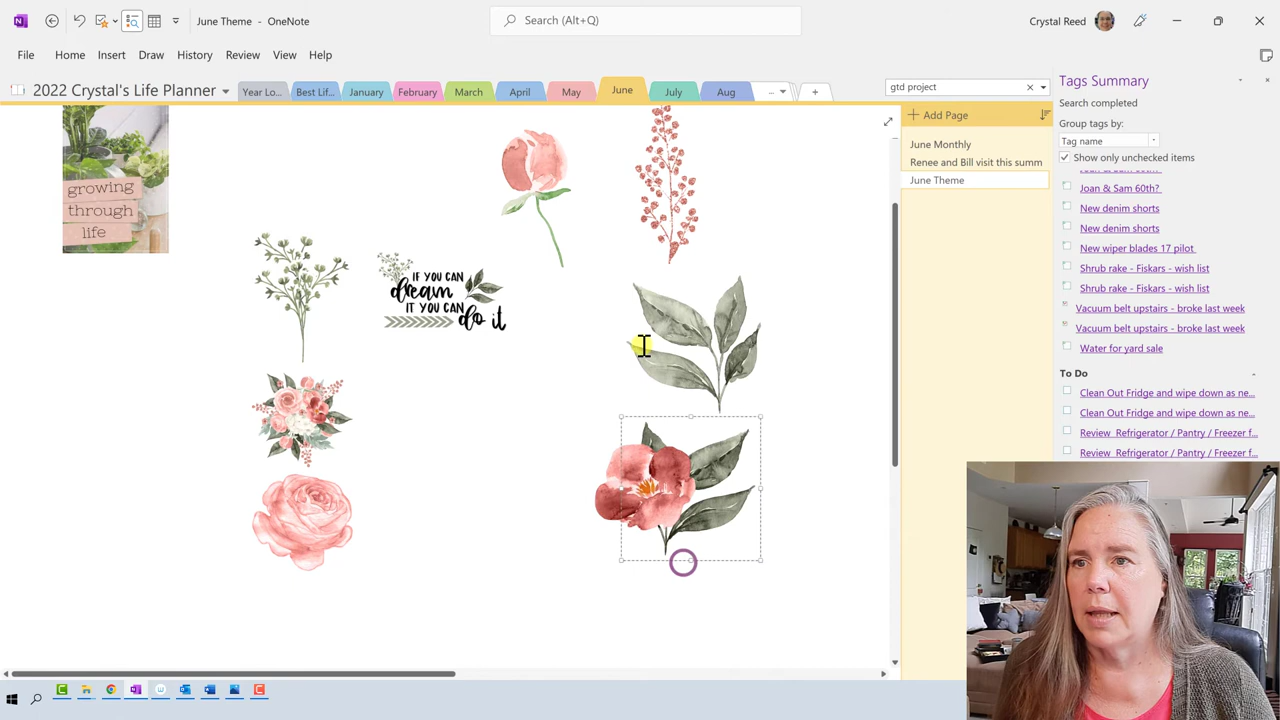 June Theme - OneNote
Search (Alt+Q)
Crystal Reed
File Home Insert Draw History Review View Help
2022 Crystal's Life Planner
Year Lo... Best Lif... January February March April May June July Aug ...
gtd project
Tags Summary
Search completed
Group tags by:
Tag name
Show only unchecked items
Add Page
June Monthly
Renee and Bill visit this summ
June Theme
Joan & Sam 60th?
New denim shorts
New denim shorts
New wiper blades 17 pilot
Shrub rake - Fiskars - wish list
Shrub rake - Fiskars - wish list
Vacuum belt upstairs - broke last week
Vacuum belt upstairs - broke last week
Water for yard sale
To Do
Clean Out Fridge and wipe down as ne...
Clean Out Fridge and wipe down as ne...
Review Refrigerator / Pantry / Freezer f...
Review Refrigerator / Pantry / Freezer f...
growing
through
life
IF YOU CAN
dream
IT YOU CAN
do it